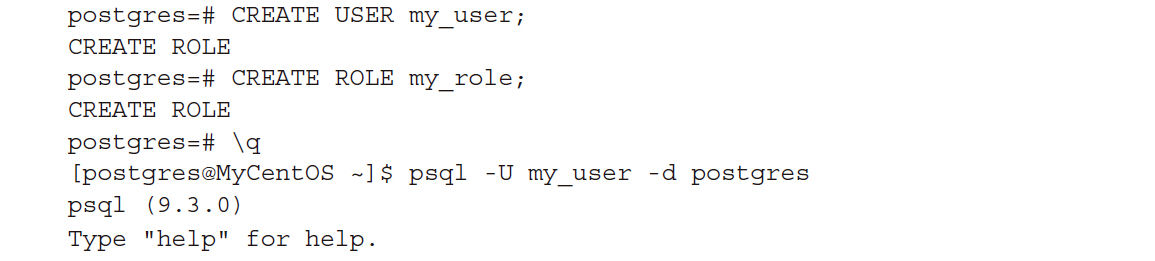 postgres=# CREATE USER my_user;
CREATE ROLE
postgres=# CREATE ROLE my_role;
CREATE ROLE
postgres=# \q
[postgres@MyCentOS ~]$ psql -U my_user -d postgres
psql (9.3.0)
Type "help" for help.